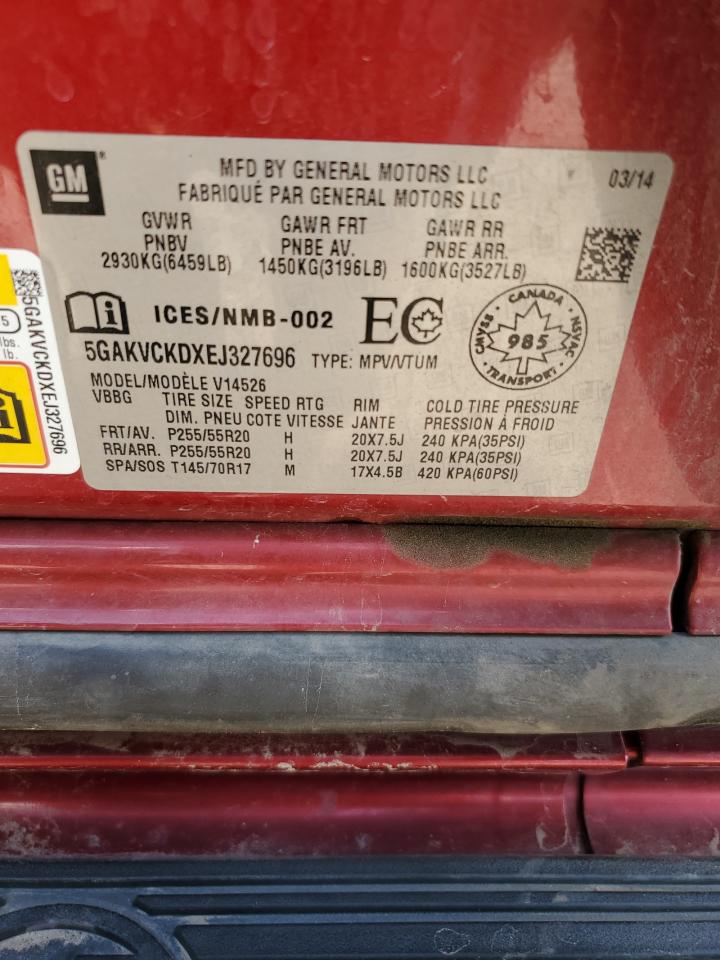 GM
MFD BY GENERAL MOTORS LLC
FABRIQUÉ PAR GENERAL MOTORS LLC
03/14
GVWR GAWR FRT GAWR RR
PNBV PNBE AV. PNBE ARR.
2930KG(6459LB) 1450KG(3196LB) 1600KG(3527LB)
ICES/NMB-002 EC
CANADA
CMVSS 985 NSVAC
TRANSPORT
5GAKVCKDXEJ327696 TYPE: MPV/VTUM
MODEL/MODÈLE V14526
VBBG TIRE SIZE SPEED RTG RIM COLD TIRE PRESSURE
DIM. PNEU COTE VITESSE JANTE PRESSION À FROID
FRT/AV. P255/55R20 H 20X7.5J 240 KPA(35PSI)
RR/ARR. P255/55R20 H 20X7.5J 240 KPA(35PSI)
SPA/SOS T145/70R17 M 17X4.5B 420 KPA(60PSI)
5GAKVCKDXEJ327696
5
lbs.
lb.